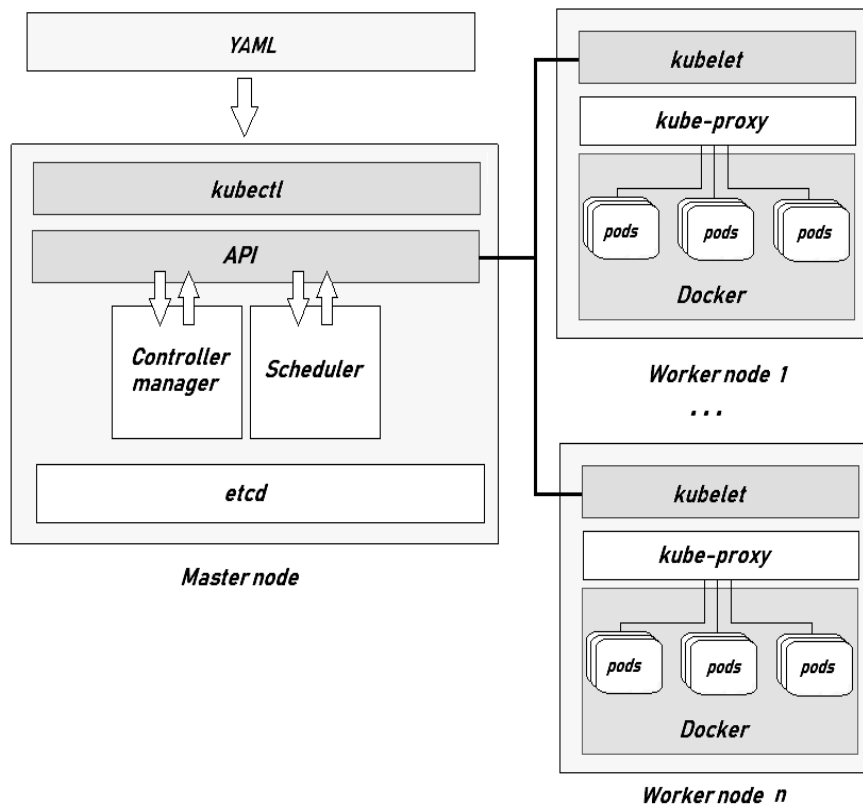 YAML
kubectl
API
Controller
manager
Scheduler
etcd
Master node
kubelet
kube-proxy
pods
pods
pods
Docker
Worker node 1
...
kubelet
kube-proxy
pods
pods
pods
Docker
Worker node n